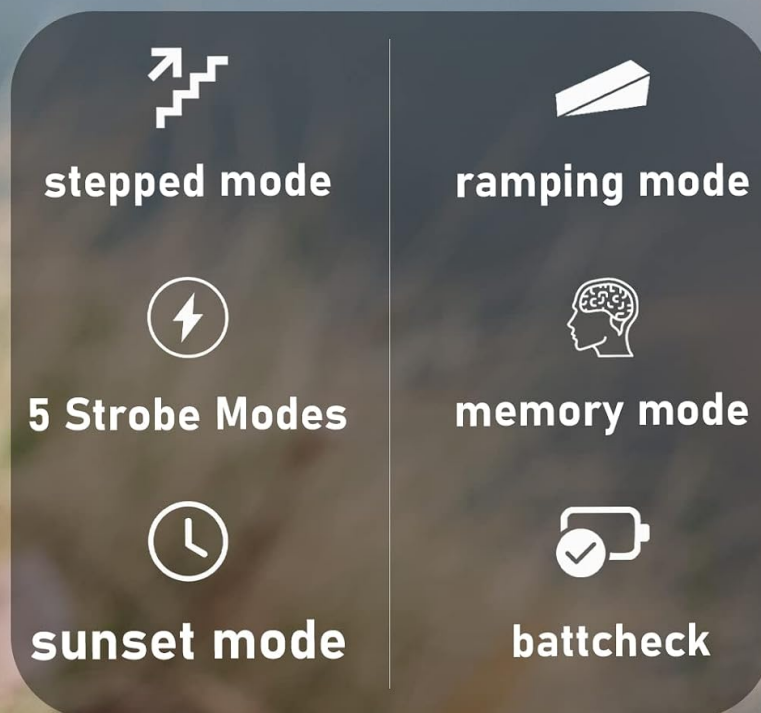 stepped mode
ramping mode
5 Strobe Modes
memory mode
sunset mode
battcheck